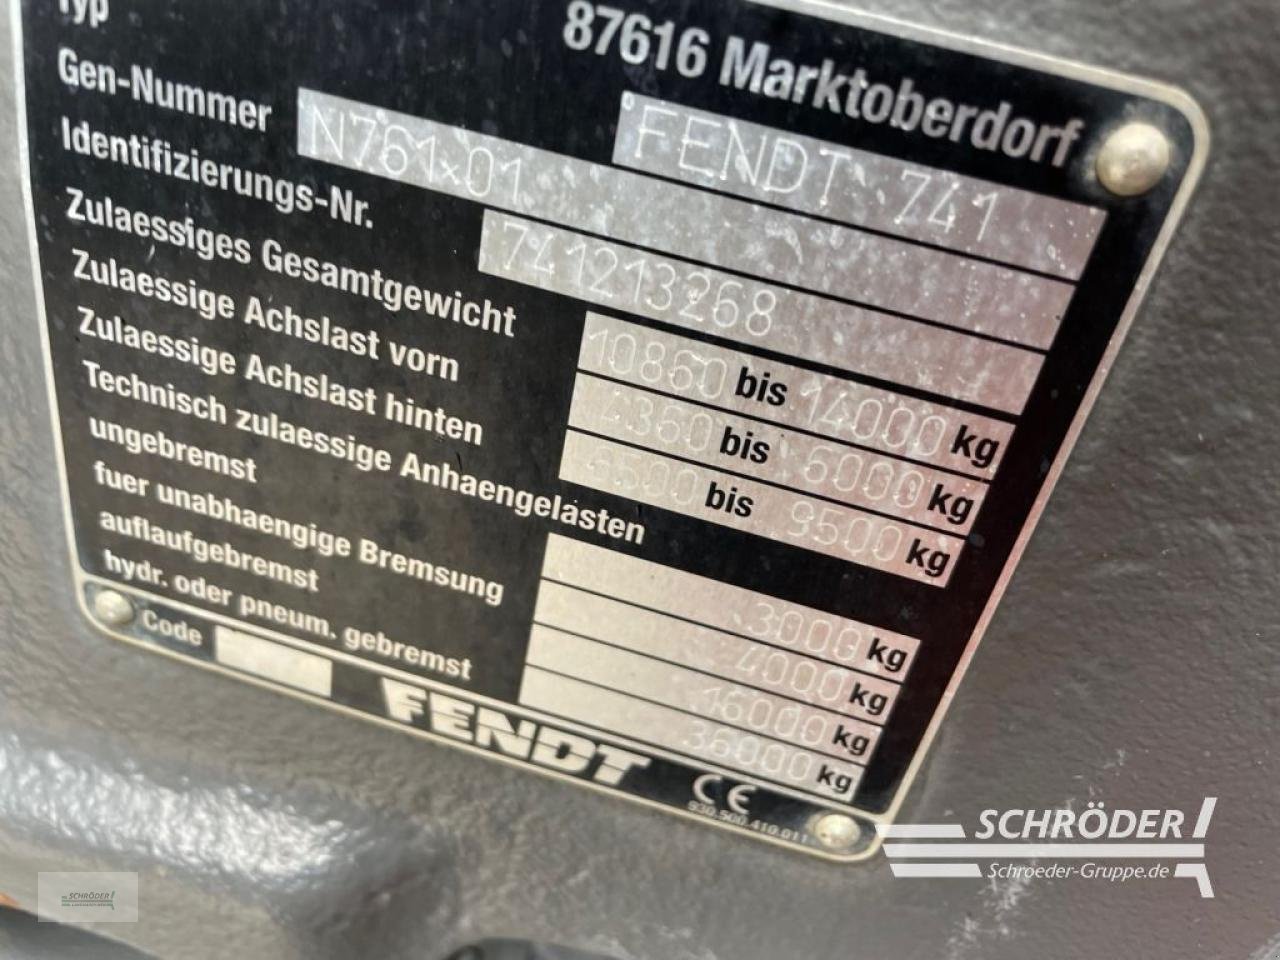 87616 Marktoberdorf
Typ FENDT 741
Gen-Nummer N761×01
Identifizierungs-Nr. 741213268
Zulaessiges Gesamtgewicht 10860 bis 14000 kg
Zulaessige Achslast vorn 4360 bis 6000 kg
Zulaessige Achslast hinten 6500 bis 9500 kg
Technisch zulaessige Anhaengelasten
ungebremst 3000 kg
fuer unabhaengige Bremsung 4000 kg
auflaufgebremst 16000 kg
hydr. oder pneum. gebremst 36000 kg
Code
FENDT CE
930.500.410.011
SCHRÖDER
Schroeder-Gruppe.de
SCHRÖDER